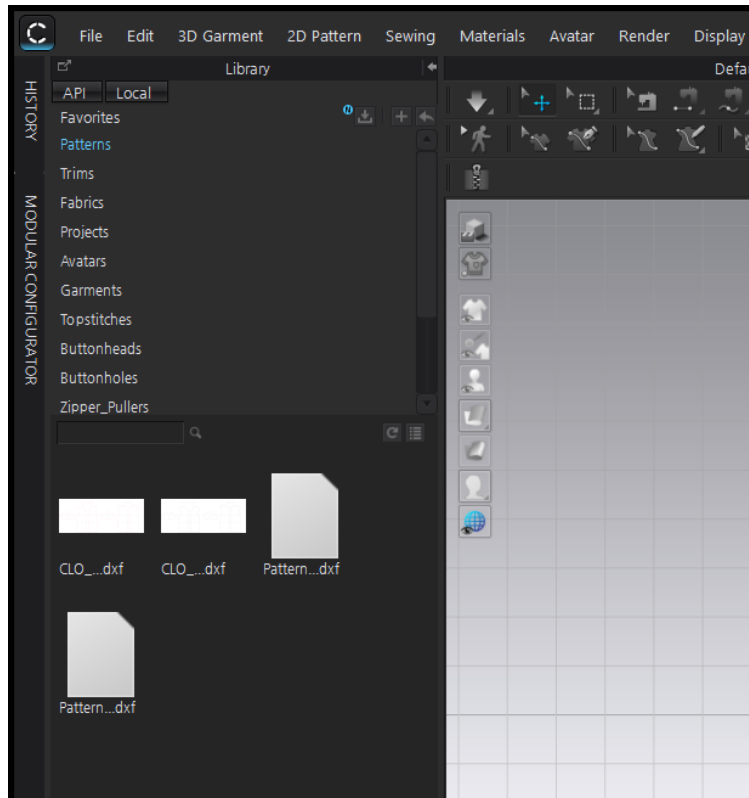 C File Edit 3D Garment 2D Pattern Sewing Materials Avatar Render Display
Library
Defau
API Local
HISTORY
MODULAR CONFIGURATOR
Favorites
N
Patterns
Trims
Fabrics
Projects
Avatars
Garments
Topstitches
Buttonheads
Buttonholes
Zipper_Pullers
CLO_...dxf CLO_...dxf Pattern...dxf
Pattern...dxf